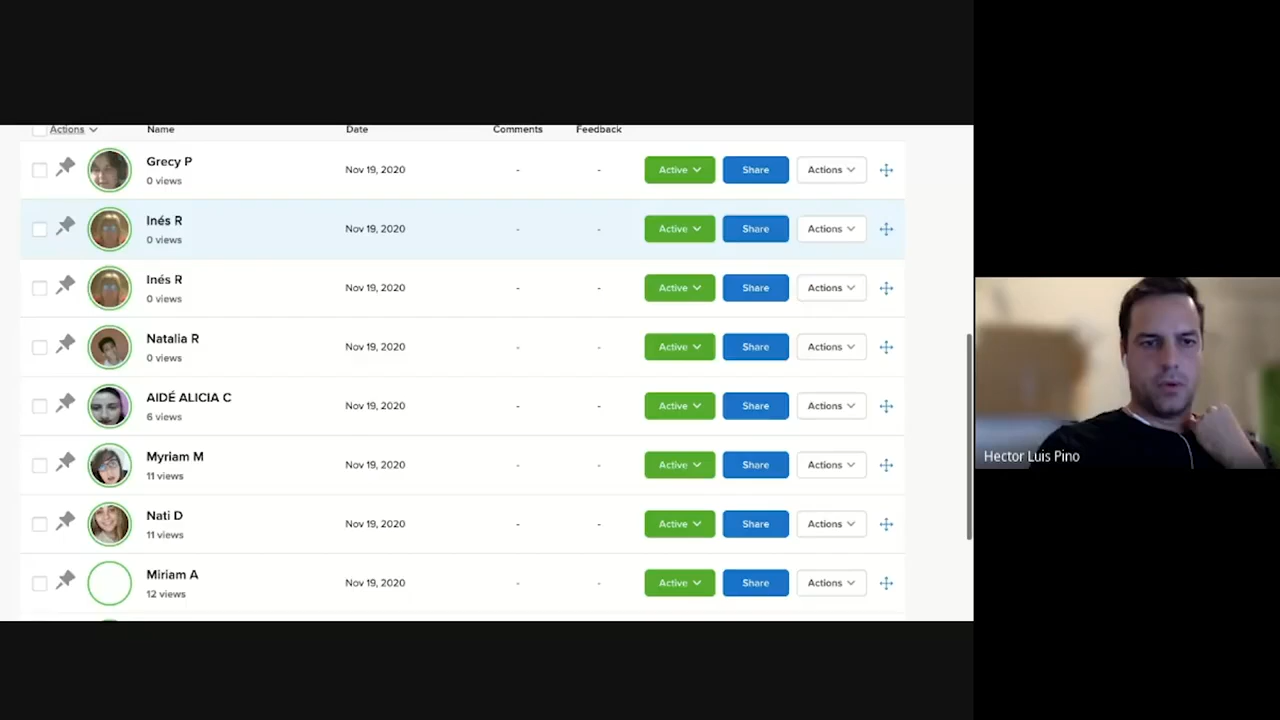 Actions Name Date Comments Feedback
Grecy P
0 views
Nov 19, 2020 - - Active Share Actions
Inés R
0 views
Nov 19, 2020 - - Active Share Actions
Inés R
0 views
Nov 19, 2020 - - Active Share Actions
Natalia R
0 views
Nov 19, 2020 - - Active Share Actions
AIDÉ ALICIA C
6 views
Nov 19, 2020 - - Active Share Actions
Myriam M
11 views
Nov 19, 2020 - - Active Share Actions
Nati D
11 views
Nov 19, 2020 - - Active Share Actions
Miriam A
12 views
Nov 19, 2020 - - Active Share Actions
Hector Luis Pino